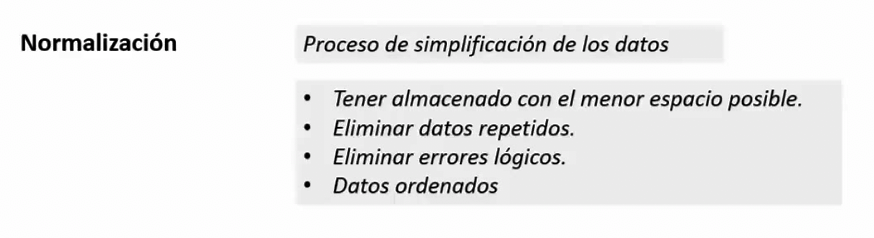 Normalización
Proceso de simplificación de los datos
• Tener almacenado con el menor espacio posible.
• Eliminar datos repetidos.
• Eliminar errores lógicos.
• Datos ordenados